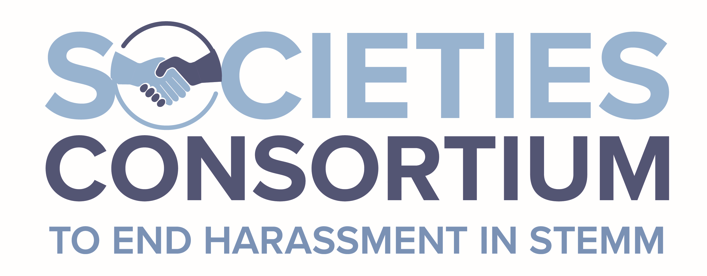 SOCIETIES
CONSORTIUM
TO END HARASSMENT IN STEMM